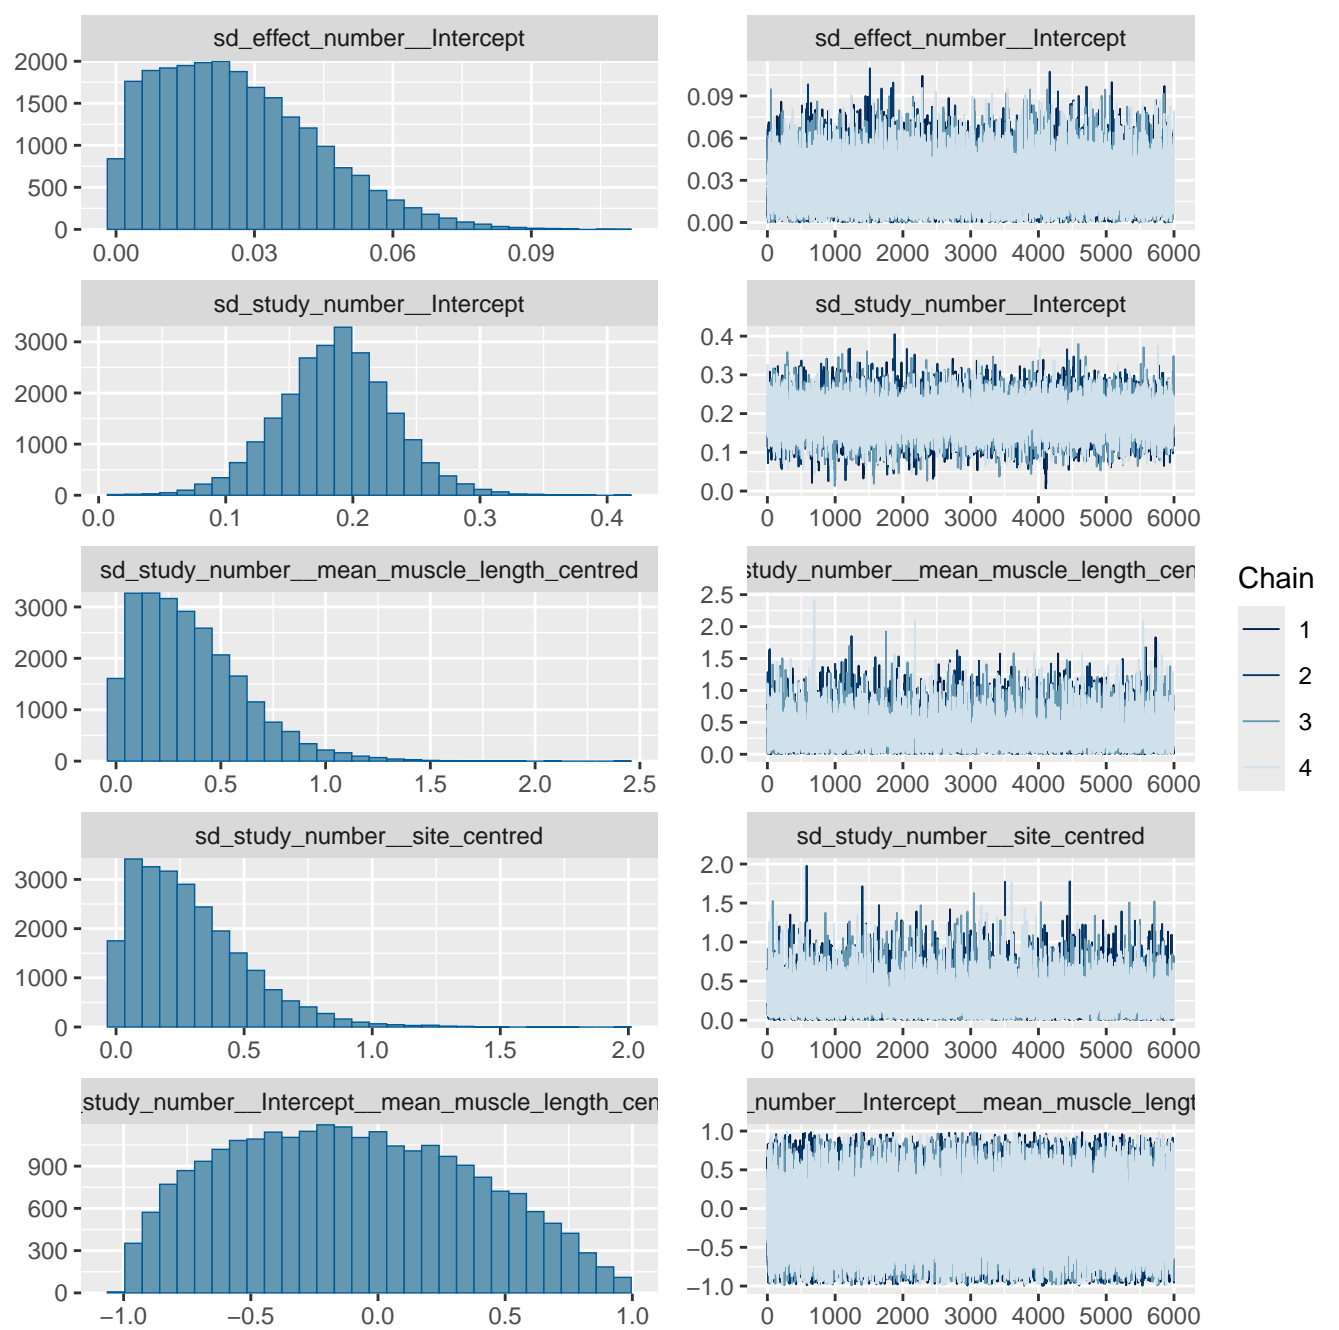 sd_effect_number__Intercept
2000
1500
1000
500
0
0.00 0.03 0.06 0.09
sd_effect_number__Intercept
0.09
0.06
0.03
0.00
0 1000 2000 3000 4000 5000 6000
sd_study_number__Intercept
3000
2000
1000
0
0.0 0.1 0.2 0.3 0.4
sd_study_number__Intercept
0.4
0.3
0.2
0.1
0.0
0 1000 2000 3000 4000 5000 6000
sd_study_number__mean_muscle_length_centred
3000
2000
1000
0
0.0 0.5 1.0 1.5 2.0 2.5
study_number__mean_muscle_length_cen
2.5
2.0
1.5
1.0
0.5
0.0
0 1000 2000 3000 4000 5000 6000
sd_study_number__site_centred
3000
2000
1000
0
0.0 0.5 1.0 1.5 2.0
sd_study_number__site_centred
2.0
1.5
1.0
0.5
0.0
0 1000 2000 3000 4000 5000 6000
_study_number__Intercept__mean_muscle_length_cen
900
600
300
0
−1.0 −0.5 0.0 0.5 1.0
_number__Intercept__mean_muscle_lengt
1.0
0.5
0.0
−0.5
−1.0
0 1000 2000 3000 4000 5000 6000
Chain
1
2
3
4